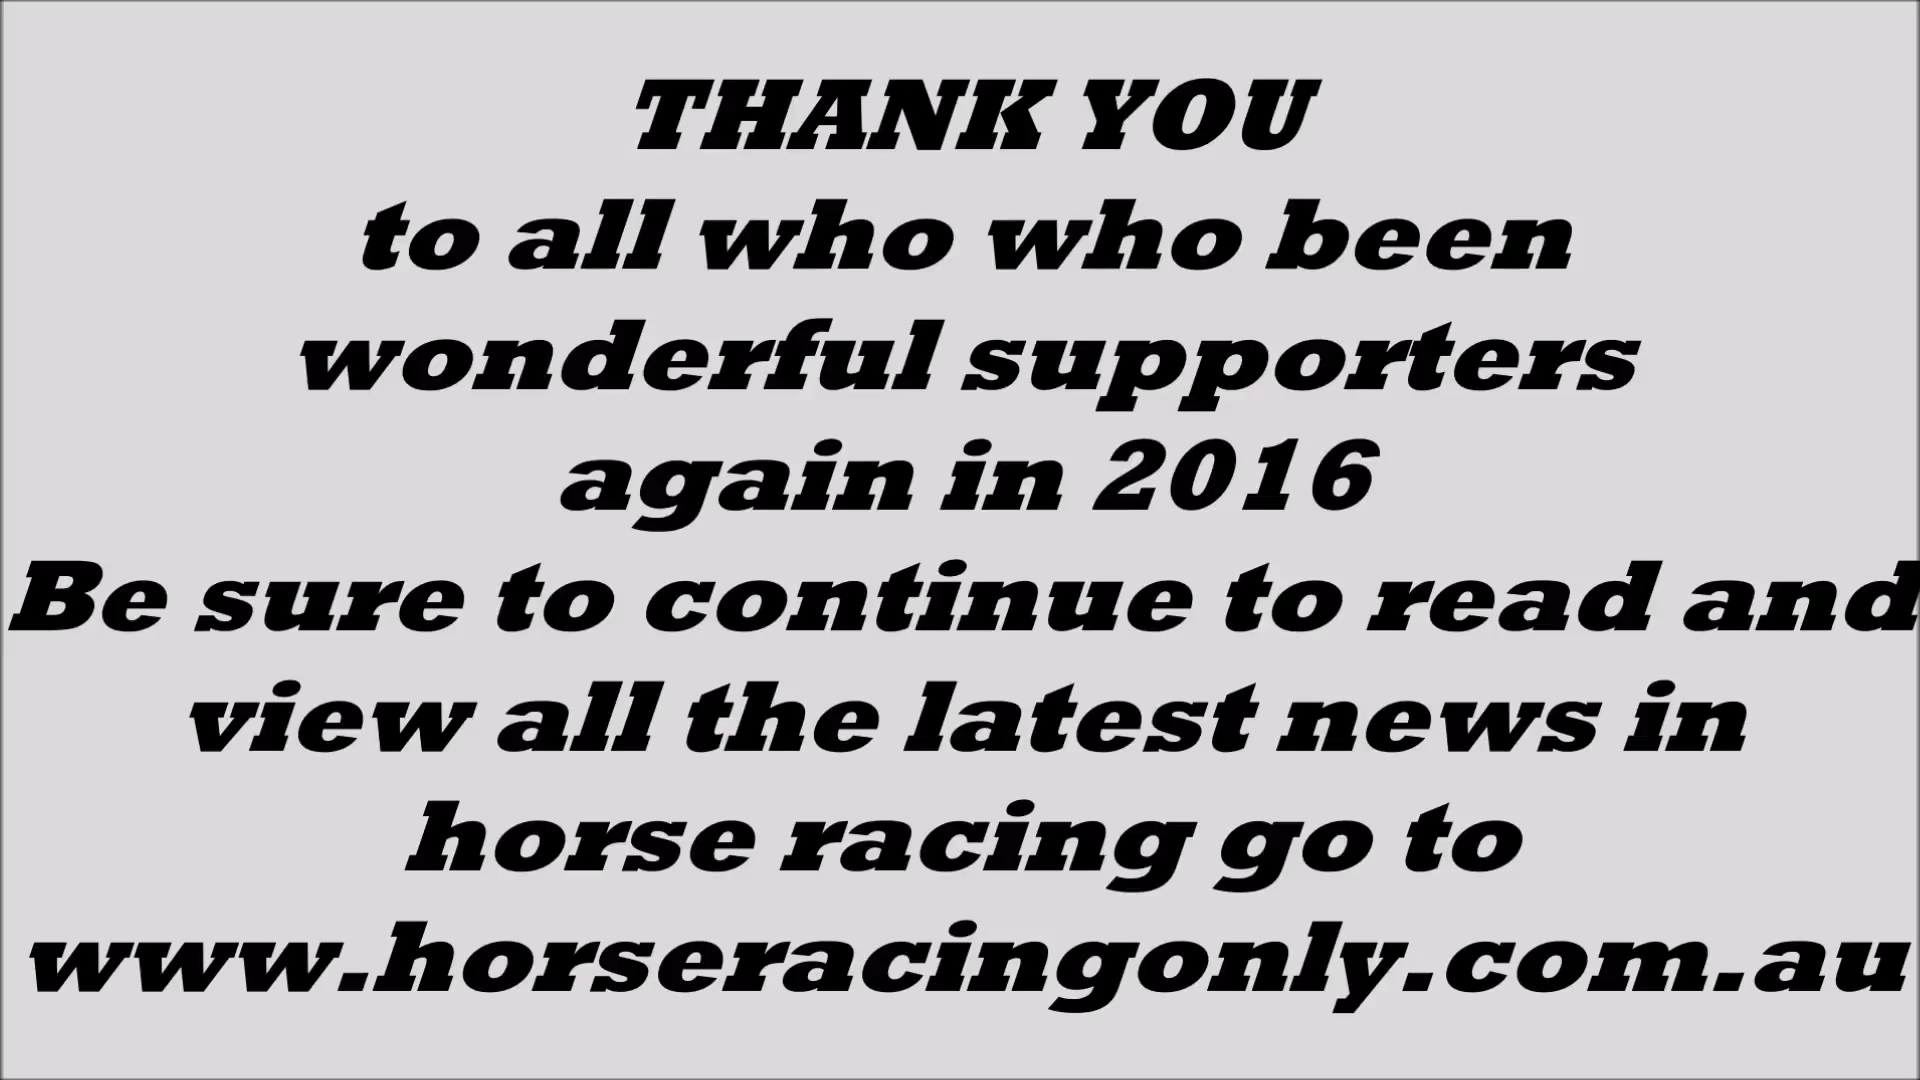 THANK YOU
to all who who been
wonderful supporters
again in 2016
Be sure to continue to read and
view all the latest news in
horse racing go to
www.horseracingonly.com.au